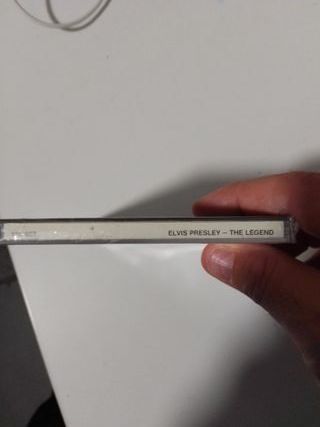 ELVIS PRESLEY – THE LEGEND